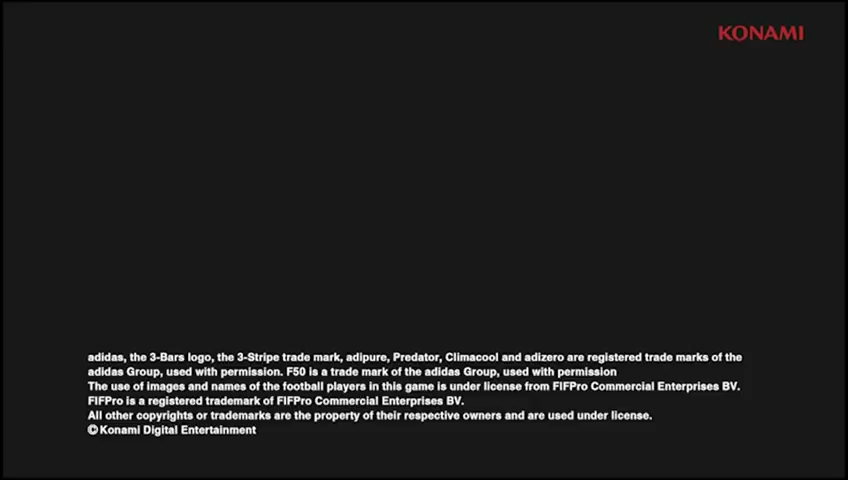 KONAMI
adidas, the 3-Bars logo, the 3-Stripe trade mark, adipure, Predator, Climacool and adizero are registered trade marks of the
adidas Group, used with permission. F50 is a trade mark of the adidas Group, used with permission
The use of images and names of the football players in this game is under license from FIFPro Commercial Enterprises BV.
FIFPro is a registered trademark of FIFPro Commercial Enterprises BV.
All other copyrights or trademarks are the property of their respective owners and are used under license.
© Konami Digital Entertainment